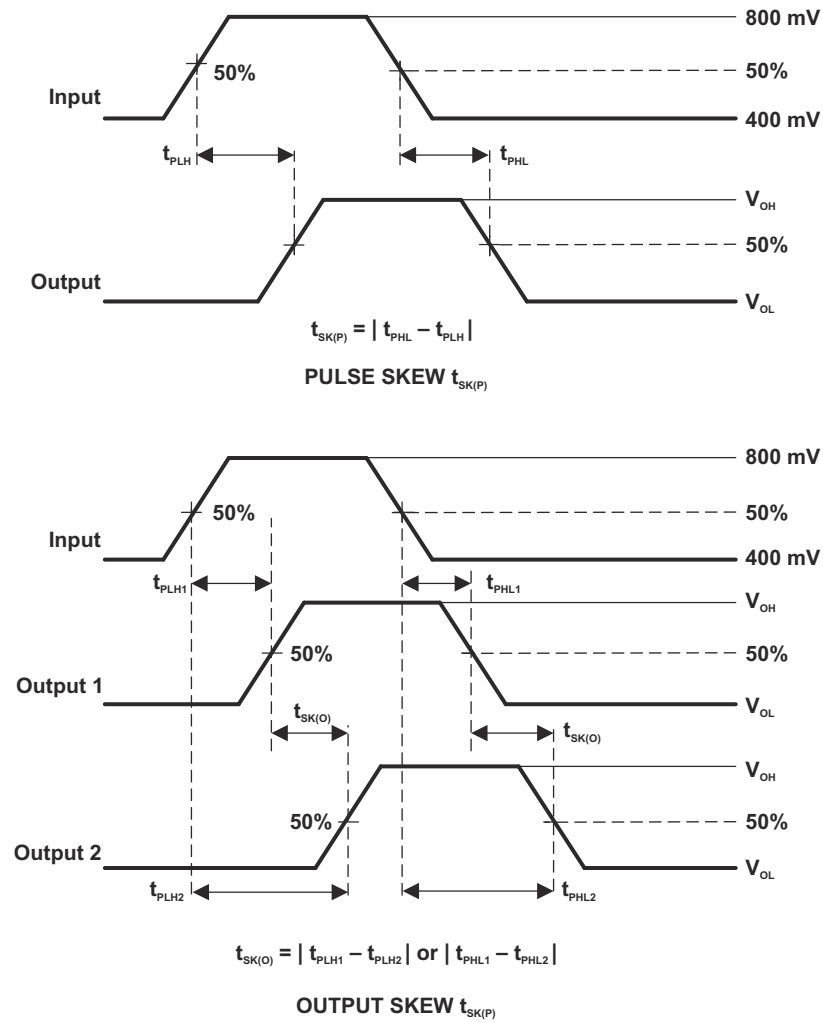 800 mV
50%
50%
Input
400 mV
tPLH
tPHL
VOH
50%
Output
VOL
tSK(P) = | tPHL – tPLH |
PULSE SKEW tSK(P)
800 mV
50%
50%
Input
400 mV
tPLH1
tPHL1
VOH
50%
50%
Output 1
VOL
tSK(O)
tSK(O)
VOH
50%
50%
Output 2
VOL
tPLH2
tPHL2
tSK(O) = | tPLH1 – tPLH2 | or | tPHL1 – tPHL2 |
OUTPUT SKEW tSK(P)